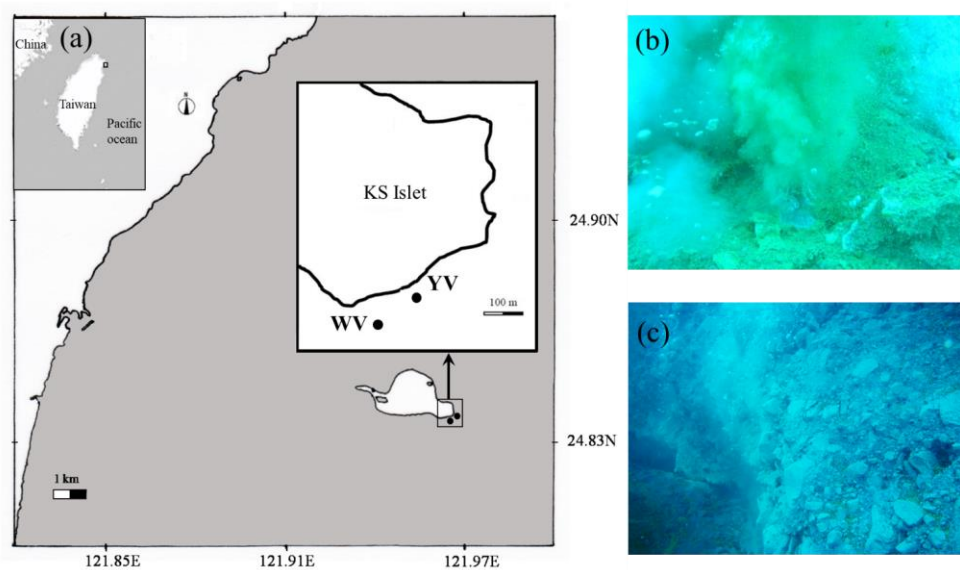 (a)
China
Taiwan
Pacific
ocean
KS Islet
YV
WV
100 m
1 km
24.90N
24.83N
121.85E
121.91E
121.97E
(b)
(c)